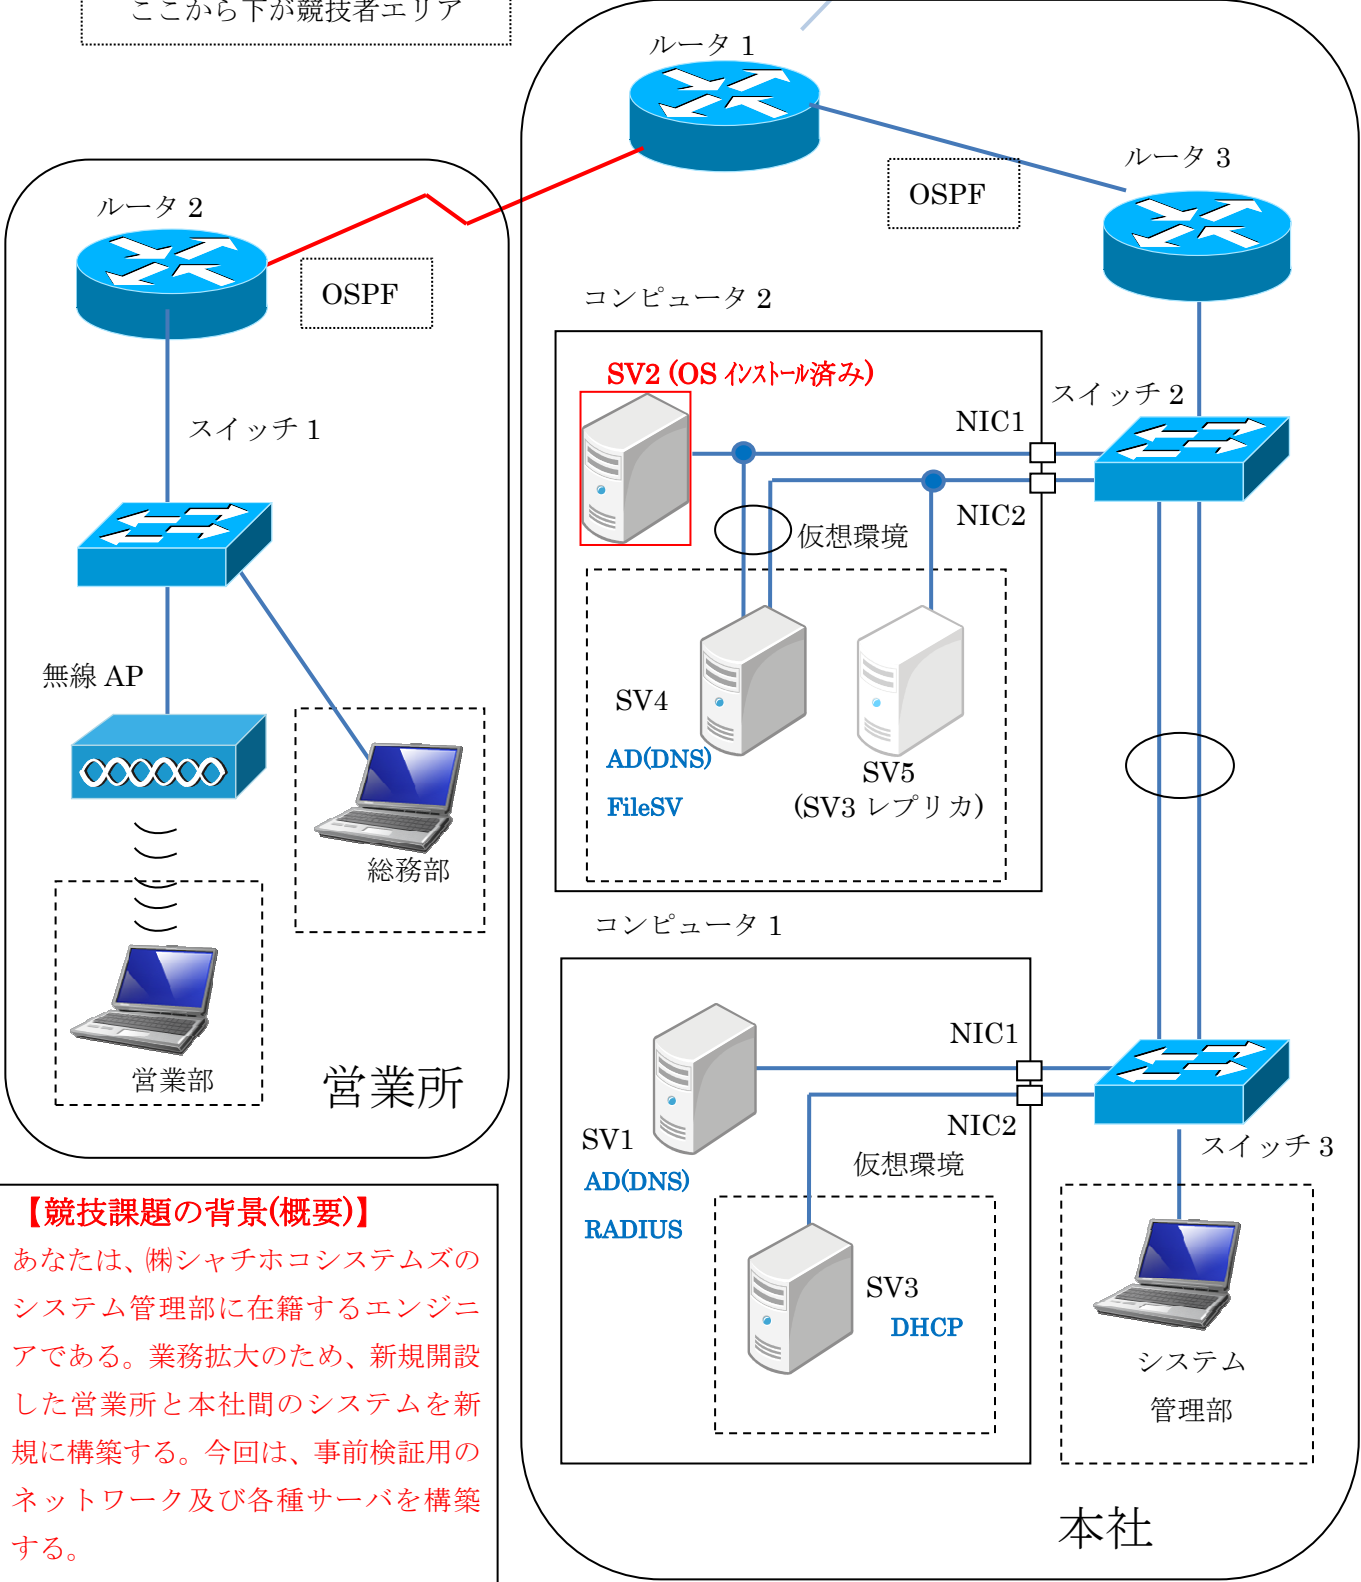 ここから下が競技者エリア
ルータ 1
ルータ 3
OSPF
ルータ 2
OSPF
コンピュータ 2
SV2 (OS インストール済み)
スイッチ 2
NIC1
NIC2
スイッチ 1
仮想環境
無線 AP
SV4
AD(DNS)
FileSV
SV5
(SV3 レプリカ)
総務部
営業部
営業所
コンピュータ 1
NIC1
NIC2
SV1
AD(DNS)
RADIUS
仮想環境
スイッチ 3
SV3
DHCP
システム
管理部
本社
【競技課題の背景(概要)】
あなたは、㈱シャチホコシステムズの
システム管理部に在籍するエンジニ
アである。業務拡大のため、新規開設
した営業所と本社間のシステムを新
規に構築する。今回は、事前検証用の
ネットワーク及び各種サーバを構築
する。